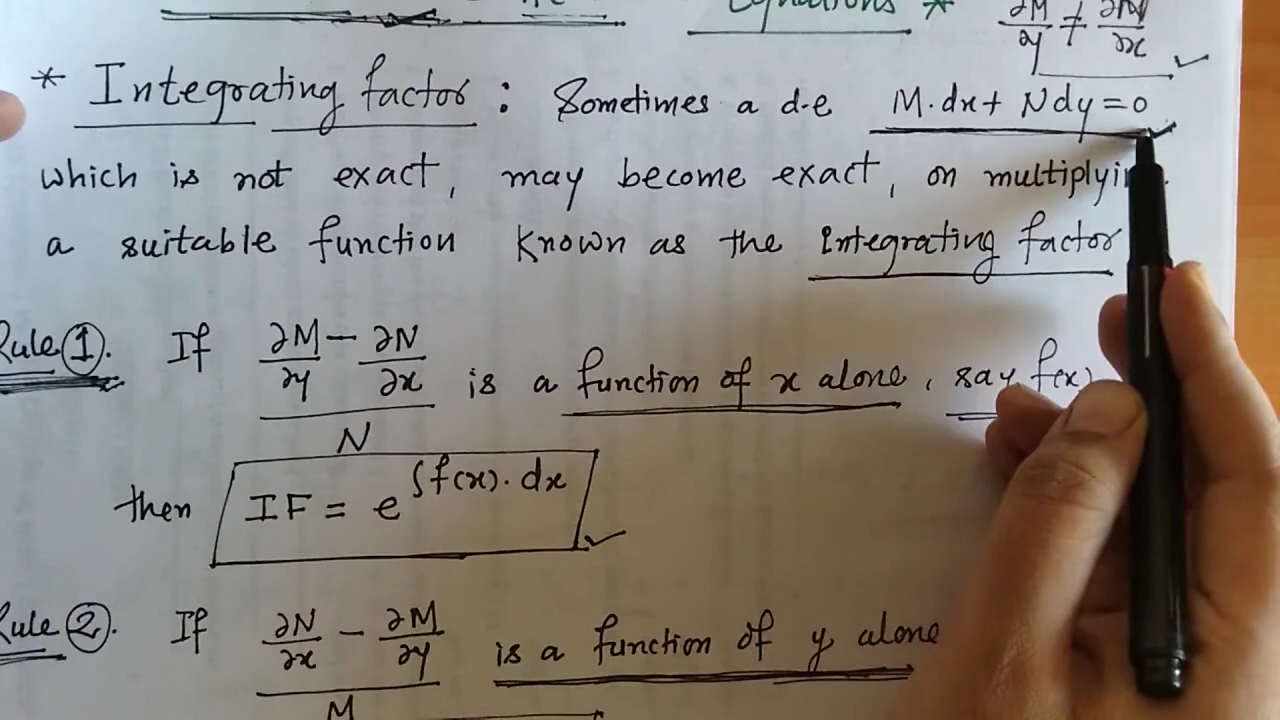 Equations *
∂M/∂y ≠ ∂N/∂x
* Integrating factor : Sometimes a d.e M.dx + Ndy = 0
which is not exact, may become exact, on multiplyin
a suitable function known as the Integrating factor
Rule ①. If (∂M/∂y − ∂N/∂x)/N is a function of x alone, say f(x)
then IF = e^∫f(x).dx
Rule ②. If (∂N/∂x − ∂M/∂y)/M is a function of y alone